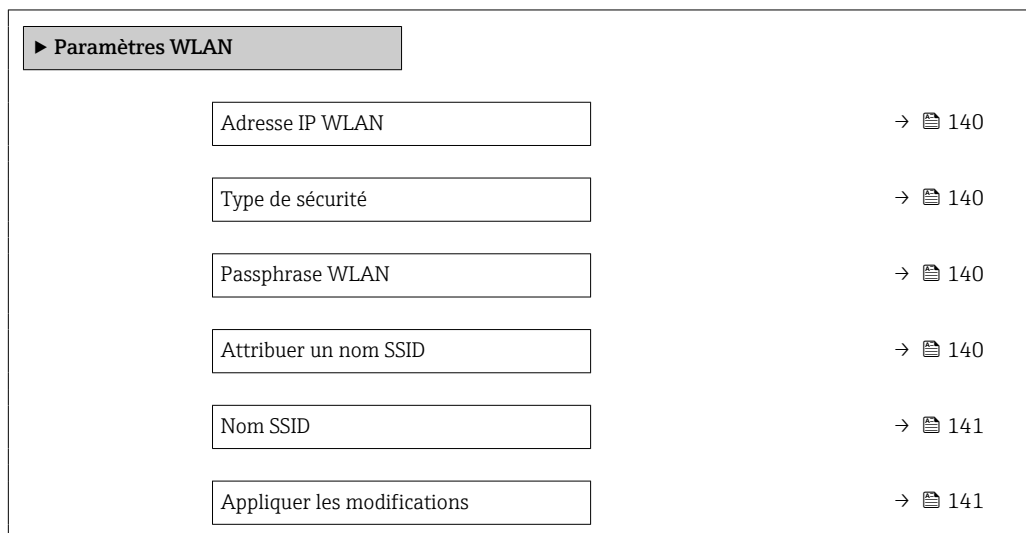 ▶ Paramètres WLAN
Adresse IP WLAN → 140
Type de sécurité → 140
Passphrase WLAN → 140
Attribuer un nom SSID → 140
Nom SSID → 141
Appliquer les modifications → 141